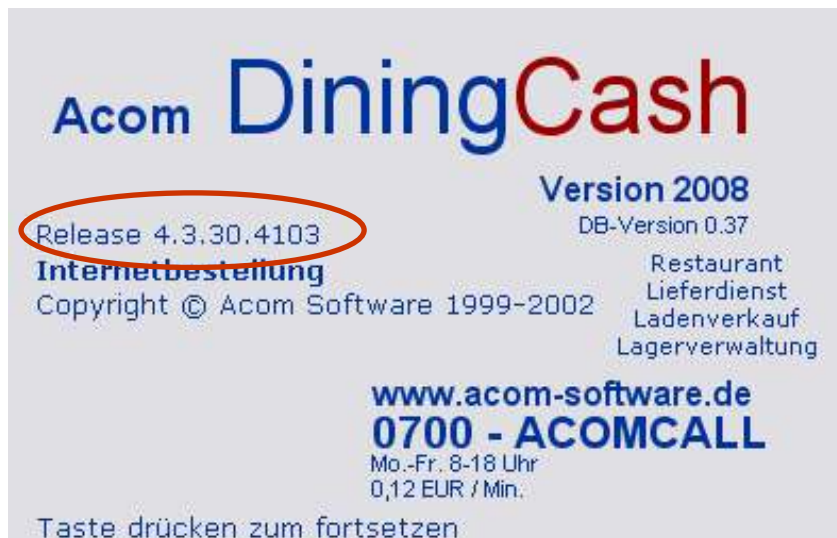 Acom DiningCash
Version 2008
DB-Version 0.37
Release 4.3.30.4103
Internetbestellung
Copyright © Acom Software 1999-2002
Restaurant
Lieferdienst
Ladenverkauf
Lagerverwaltung
www.acom-software.de
0700 - ACOMCALL
Mo.-Fr. 8-18 Uhr
0,12 EUR / Min.
Taste drücken zum fortsetzen